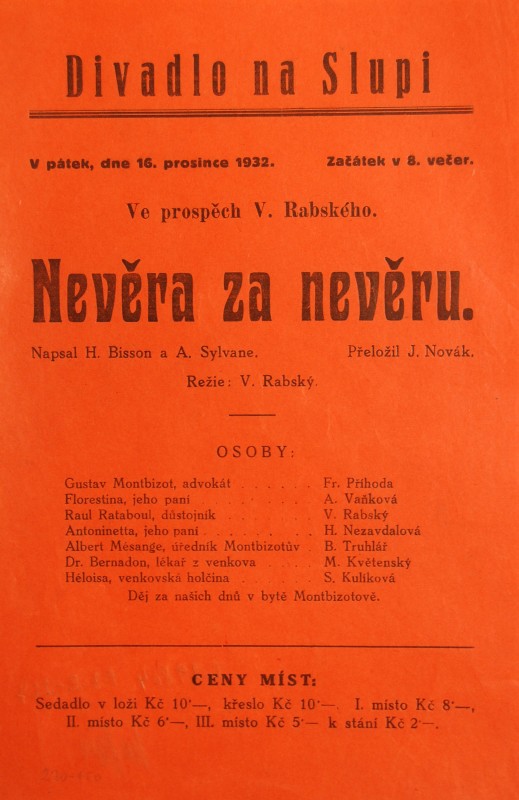 Divadlo na Slupi
V pátek, dne 16. prosince 1932. Začátek v 8. večer.
Ve prospěch V. Rabského.
Nevěra za nevěru.
Napsal H. Bisson a A. Sylvane. Přeložil J. Novák.
Režie: V. Rabský.
OSOBY:
Gustav Montbizot, advokát . . . . . . Fr. Příhoda
Florestina, jeho paní . . . . . . . . A. Vaňková
Raul Rataboul, důstojník . . . . . . V. Rabský
Antoninetta, jeho paní . . . . . . . H. Nezavdalová
Albert Mésange, úředník Montbizotův . B. Truhlář
Dr. Bernadon, lékař z venkova . . . . M. Květenský
Héloisa, venkovská holčina . . . . . S. Kulíková
Děj za našich dnů v bytě Montbizotově.
CENY MÍST:
Sedadlo v loži Kč 10·—, křeslo Kč 10·—. I. místo Kč 8·—,
II. místo Kč 6·—, III. místo Kč 5·— k stání Kč 2·—.